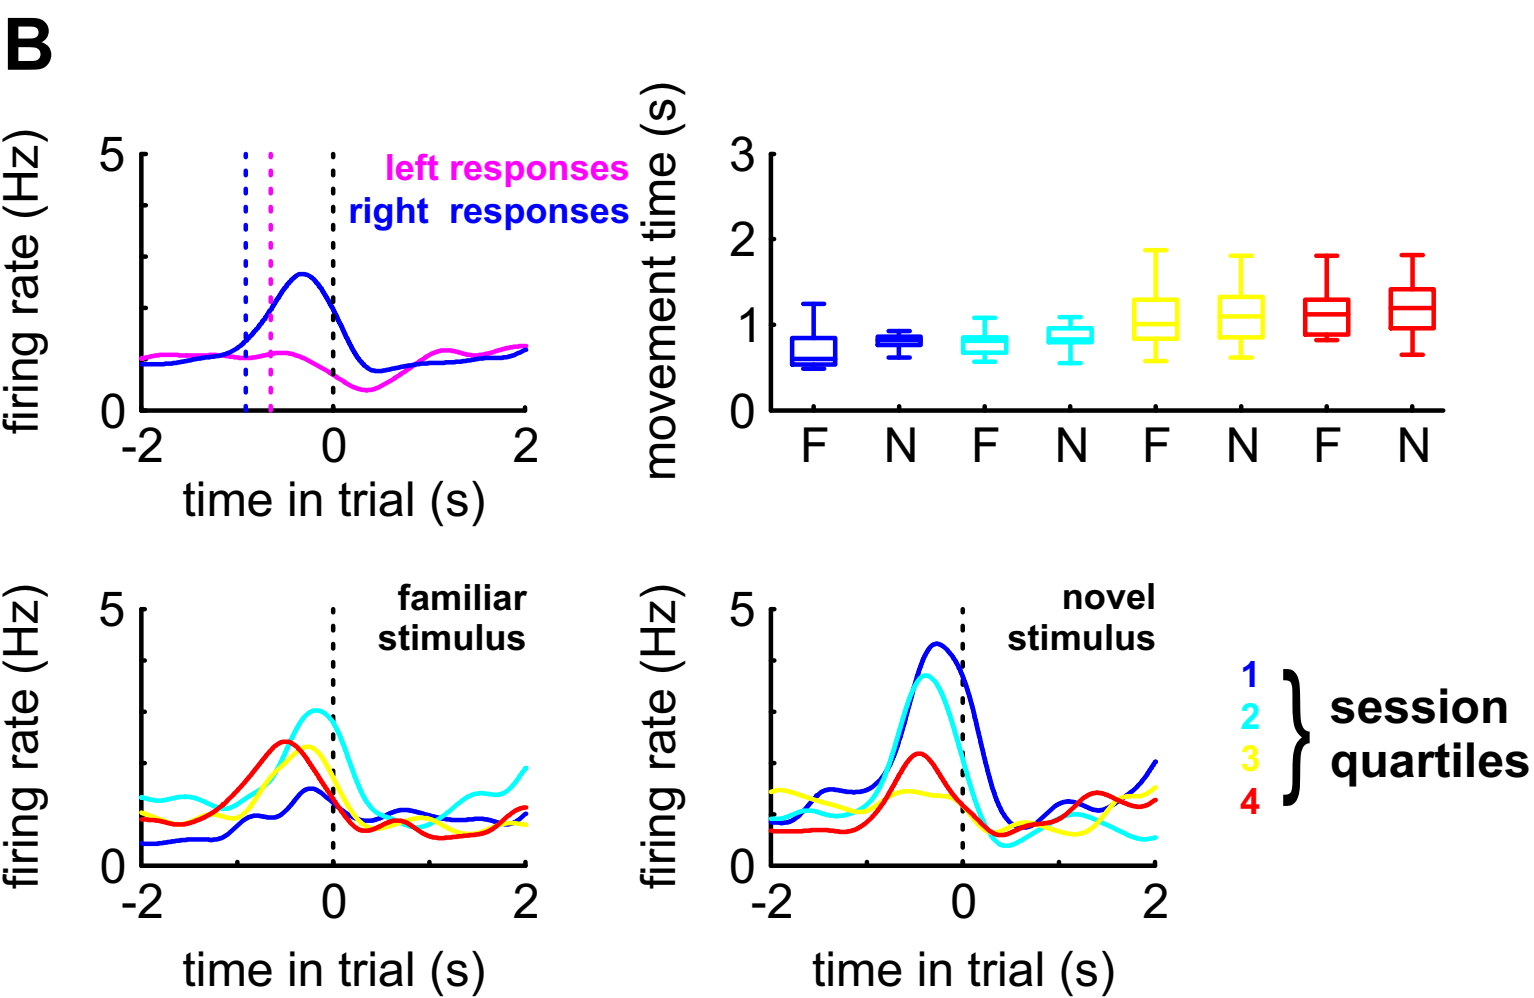 B
firing rate (Hz)
5
0
-2
0
2
time in trial (s)
left responses
right responses
movement time (s)
3
2
1
0
F N F N F N F N
firing rate (Hz)
5
0
-2
0
2
time in trial (s)
familiar
stimulus
firing rate (Hz)
5
0
-2
0
2
time in trial (s)
novel
stimulus
1
2
3
4
}
session
quartiles